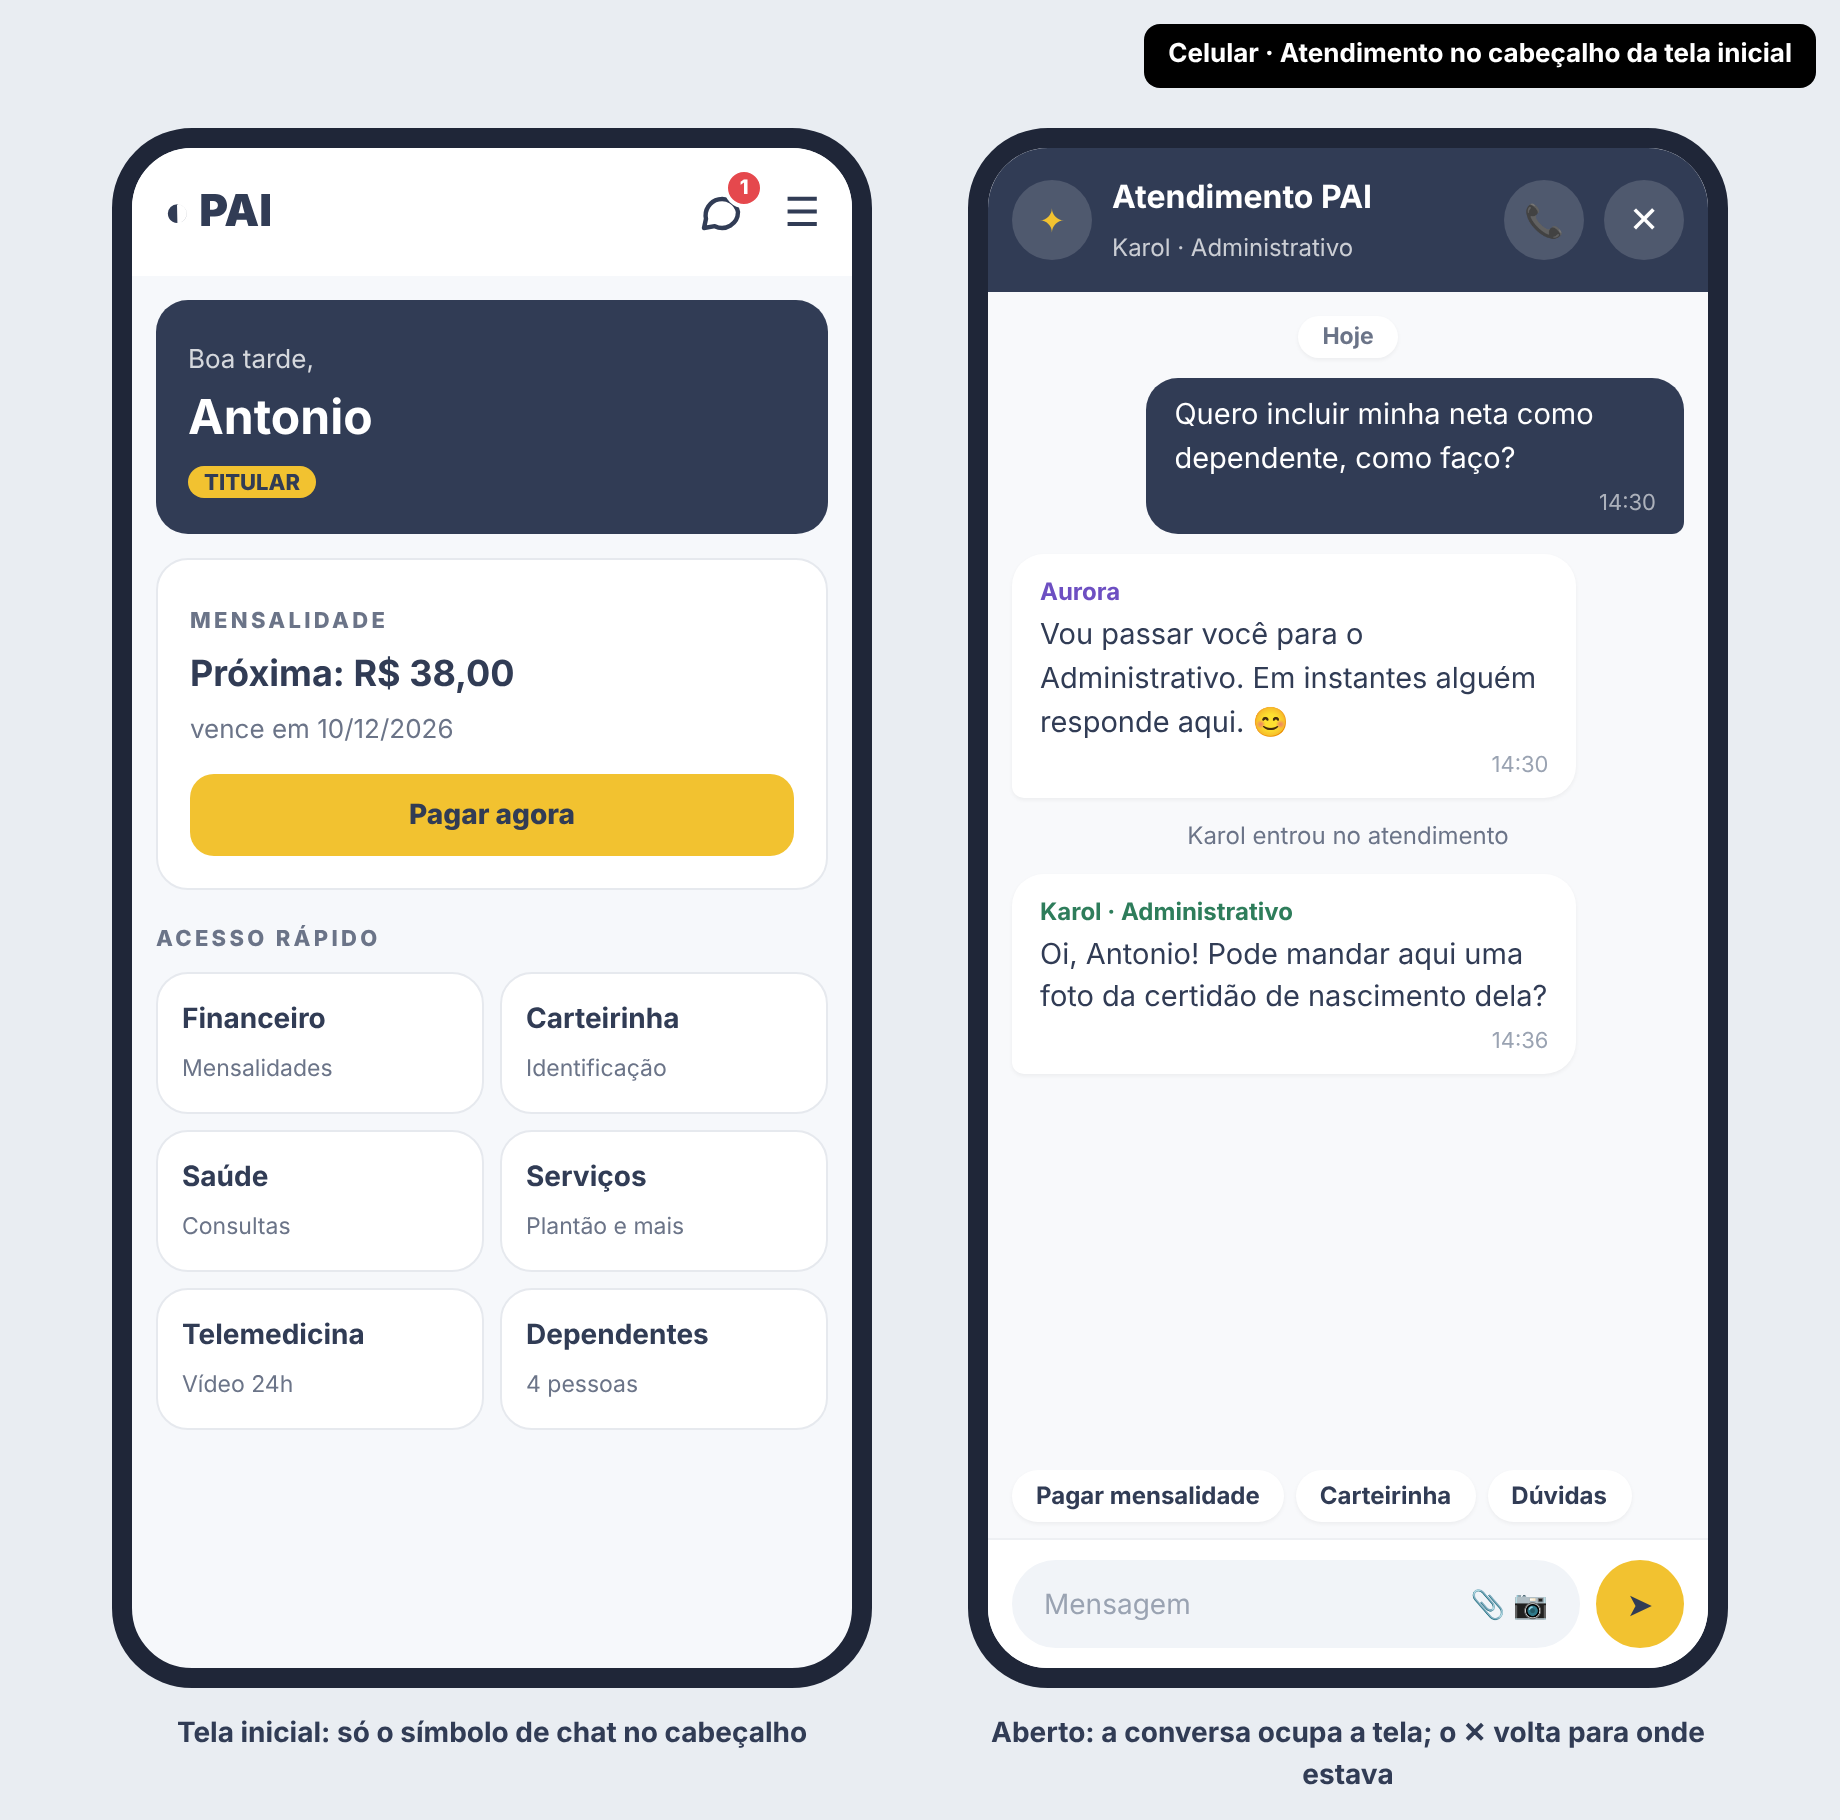 Celular · Atendimento no cabeçalho da tela inicial
PAI
1
Boa tarde,
Antonio
TITULAR
MENSALIDADE
Próxima: R$ 38,00
vence em 10/12/2026
Pagar agora
ACESSO RÁPIDO
Financeiro
Mensalidades
Carteirinha
Identificação
Saúde
Consultas
Serviços
Plantão e mais
Telemedicina
Vídeo 24h
Dependentes
4 pessoas
Tela inicial: só o símbolo de chat no cabeçalho
Atendimento PAI
Karol · Administrativo
Hoje
Quero incluir minha neta como
dependente, como faço?
14:30
Aurora
Vou passar você para o
Administrativo. Em instantes alguém
responde aqui. 😊
14:30
Karol entrou no atendimento
Karol · Administrativo
Oi, Antonio! Pode mandar aqui uma
foto da certidão de nascimento dela?
14:36
Pagar mensalidade
Carteirinha
Dúvidas
Mensagem
Aberto: a conversa ocupa a tela; o ✕ volta para onde
estava